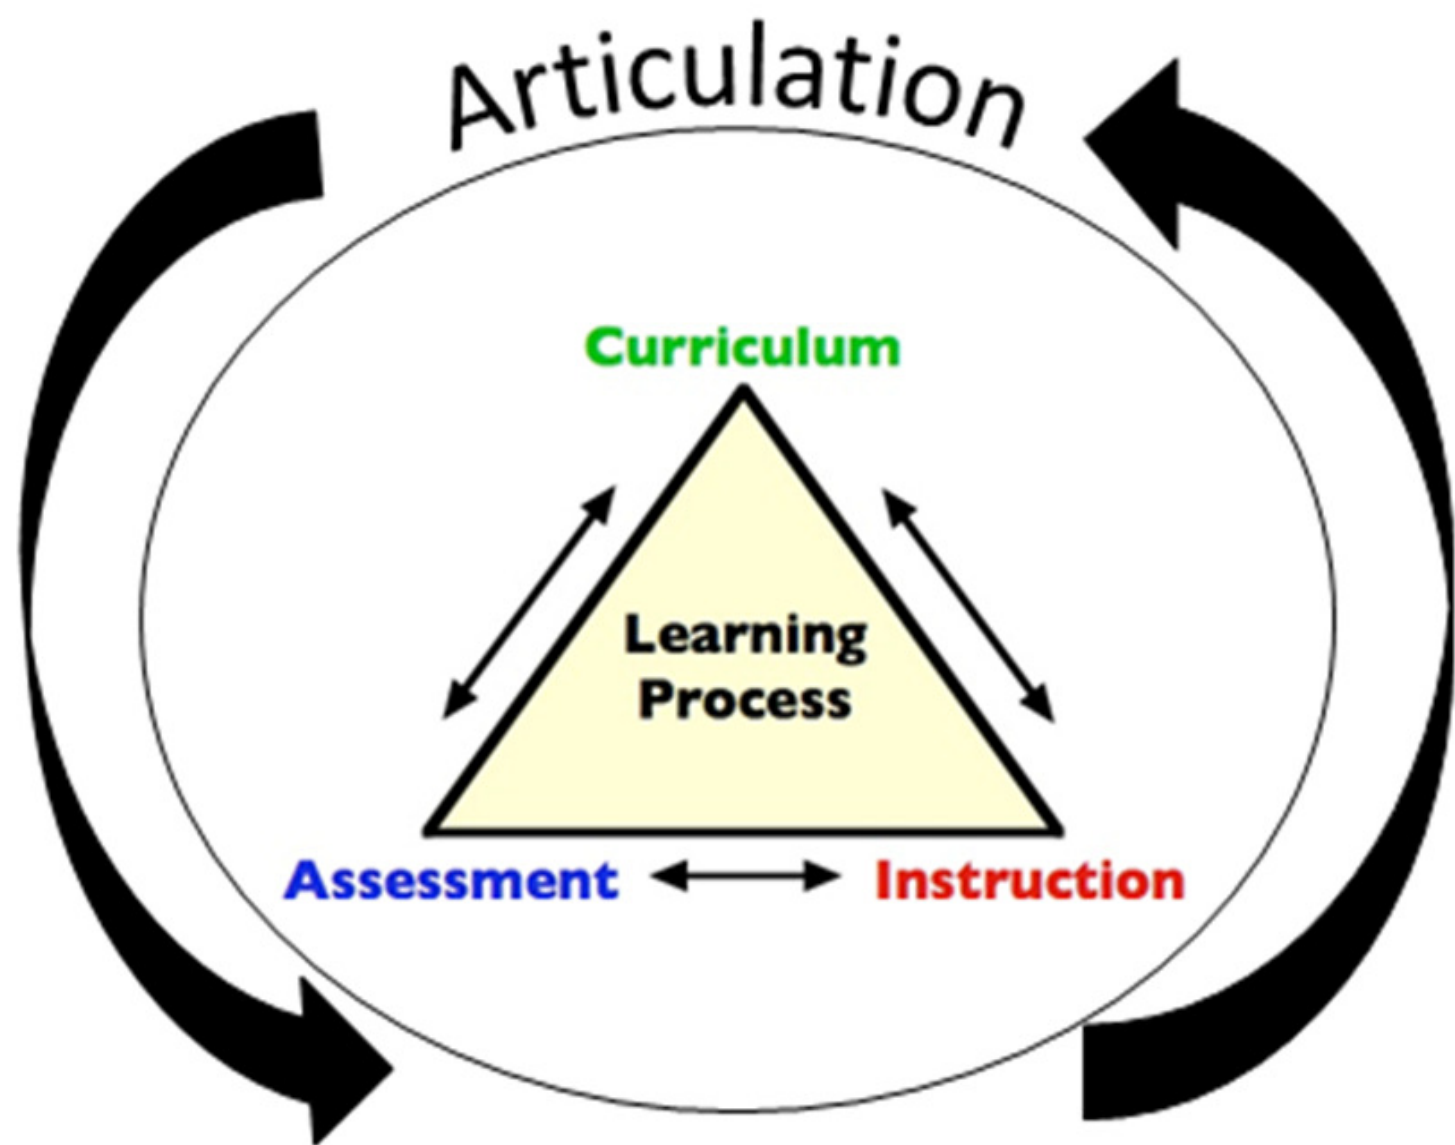 Articulation
Curriculum
Learning
Process
Assessment
Instruction